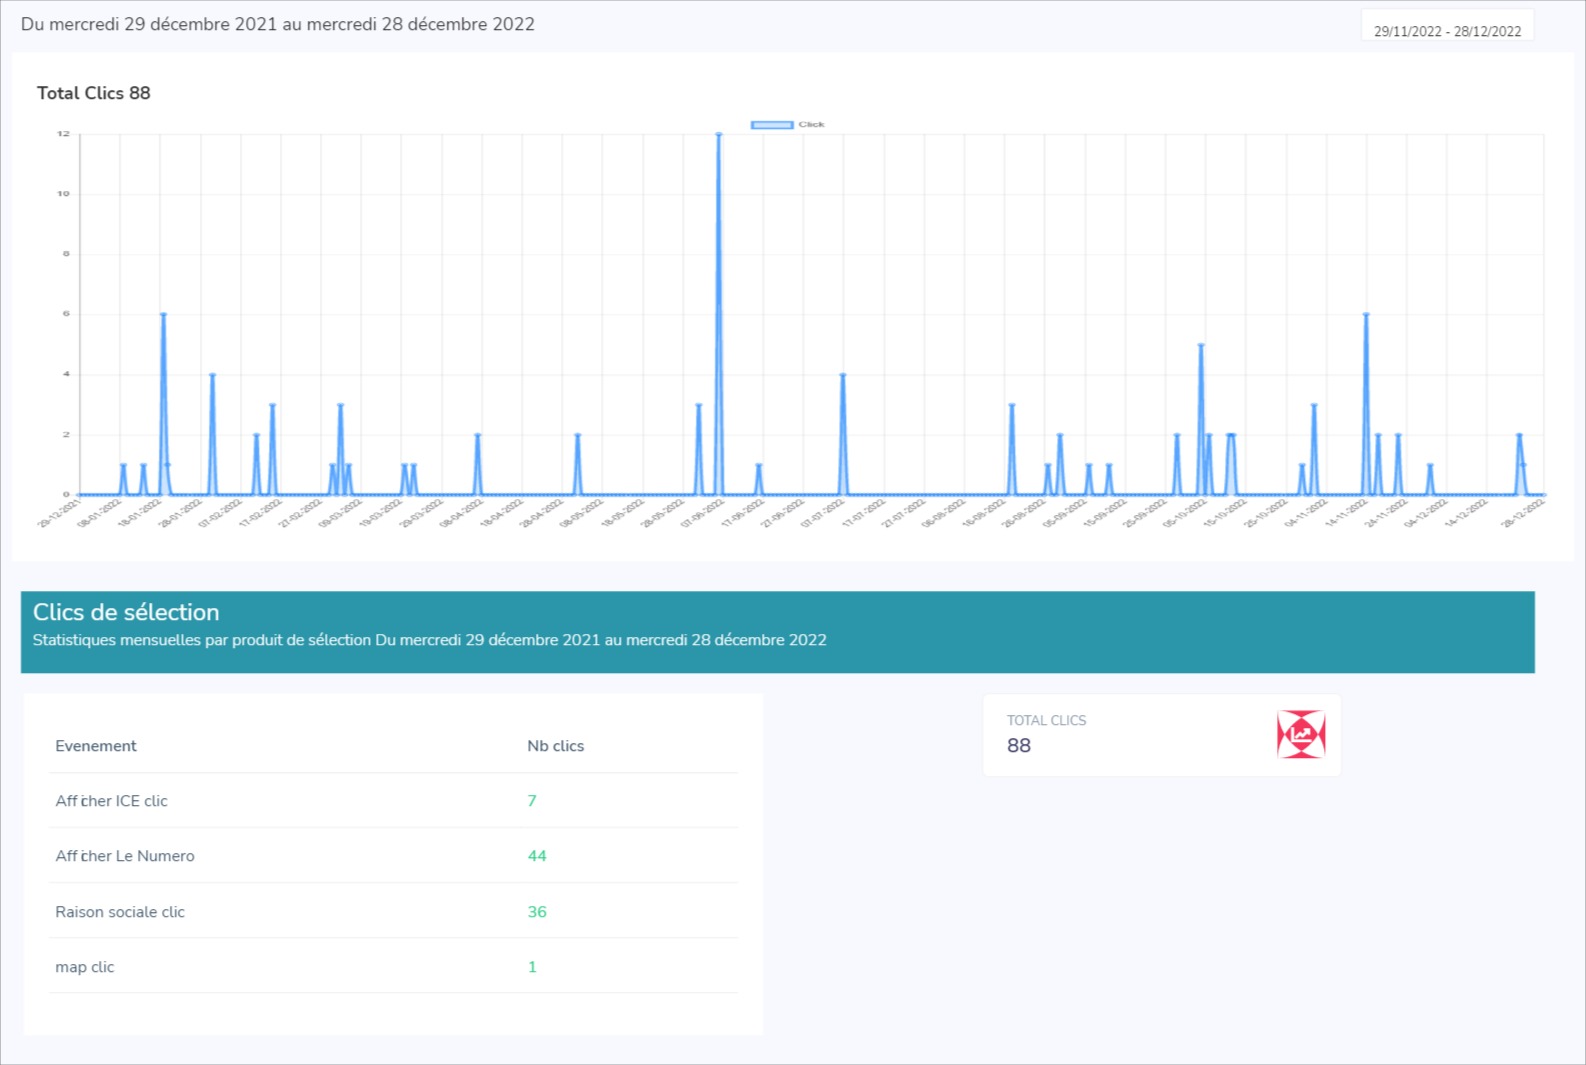 Du mercredi 29 décembre 2021 au mercredi 28 décembre 2022
29/11/2022 - 28/12/2022
Total Clics 88
Click
12
10
8
6
4
2
0
29-12-2021 08-01-2022 18-01-2022 28-01-2022 07-02-2022 17-02-2022 27-02-2022 09-03-2022 19-03-2022 29-03-2022 08-04-2022 18-04-2022 28-04-2022 08-05-2022 18-05-2022 28-05-2022 07-06-2022 17-06-2022 27-06-2022 07-07-2022 17-07-2022 27-07-2022 06-08-2022 16-08-2022 26-08-2022 05-09-2022 15-09-2022 25-09-2022 05-10-2022 15-10-2022 25-10-2022 04-11-2022 14-11-2022 24-11-2022 04-12-2022 14-12-2022 28-12-2022
Clics de sélection
Statistiques mensuelles par produit de sélection Du mercredi 29 décembre 2021 au mercredi 28 décembre 2022
Evenement Nb clics
Afficher ICE clic 7
Afficher Le Numero 44
Raison sociale clic 36
map clic 1
TOTAL CLICS
88